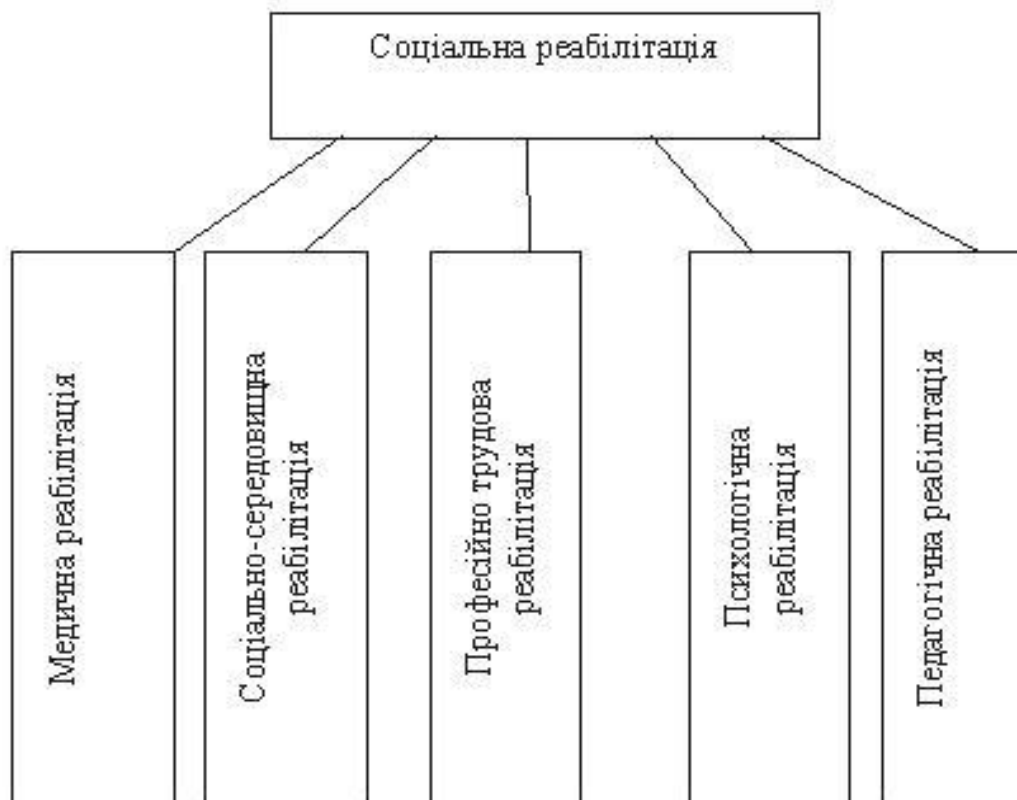 Соціальна реабілітація
Медична реабілітація
Соціально-середовищна
реабілітація
Професійно трудова
реабілітація
Психологічна
реабілітація
Педагогічна реабілітація